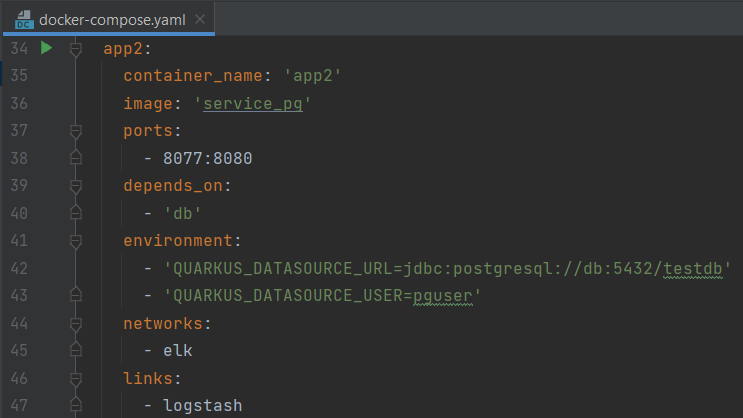 docker-compose.yaml
34 app2:
35 container_name: 'app2'
36 image: 'service_pq'
37 ports:
38 - 8077:8080
39 depends_on:
40 - 'db'
41 environment:
42 - 'QUARKUS_DATASOURCE_URL=jdbc:postgresql://db:5432/testdb'
43 - 'QUARKUS_DATASOURCE_USER=pguser'
44 networks:
45 - elk
46 links:
47 - logstash